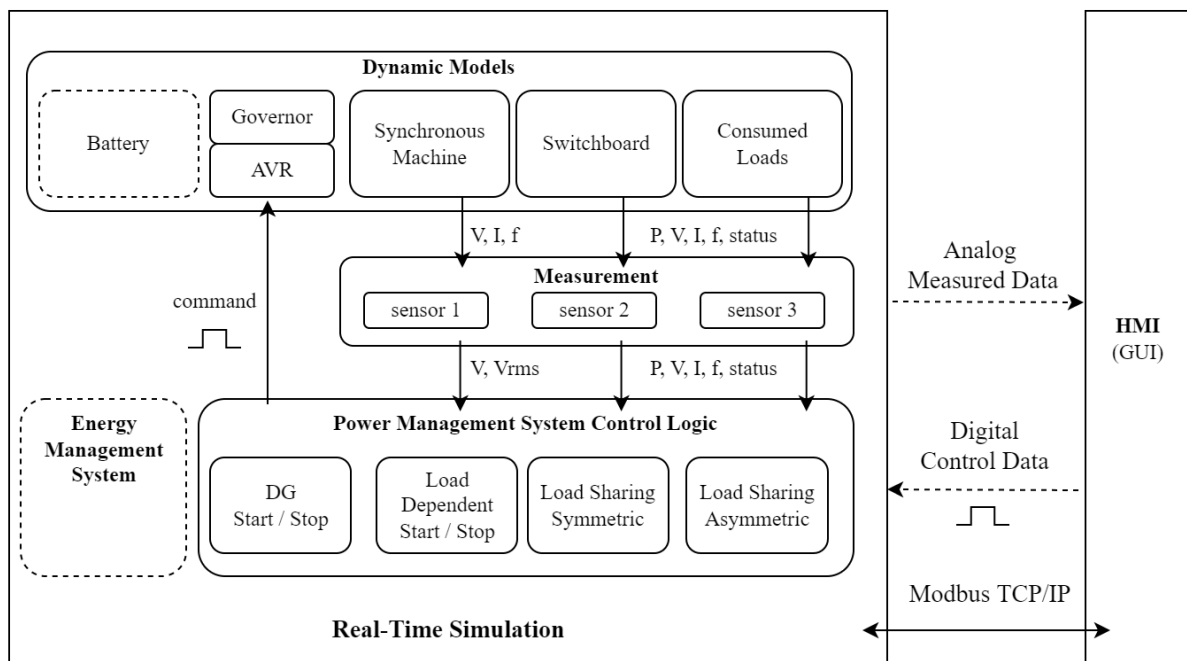 Dynamic Models
Battery
Governor
AVR
Synchronous
Machine
Switchboard
Consumed
Loads
V, I, f
P, V, I, f, status
command
Measurement
sensor 1
sensor 2
sensor 3
V, Vrms
P, V, I, f, status
Energy
Management
System
Power Management System Control Logic
DG
Start / Stop
Load
Dependent
Start / Stop
Load Sharing
Symmetric
Load Sharing
Asymmetric
Real-Time Simulation
Analog
Measured Data
Digital
Control Data
Modbus TCP/IP
HMI
(GUI)